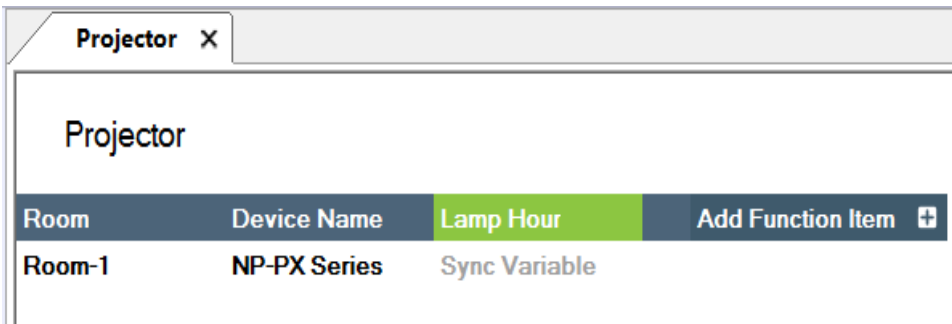 Projector X
Projector
Room Device Name Lamp Hour Add Function Item +
Room-1 NP-PX Series Sync Variable